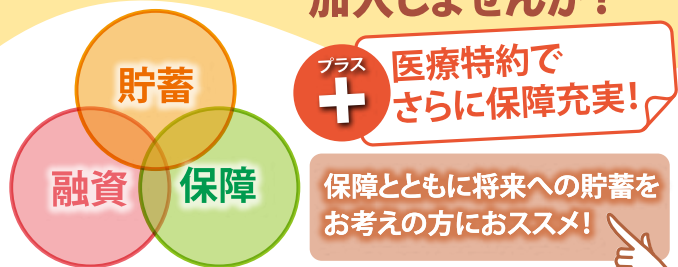 加入しませんか？
貯蓄
融資
保障
プラス
+
医療特約で
さらに保障充実!
保障とともに将来への貯蓄を
お考えの方におススメ!